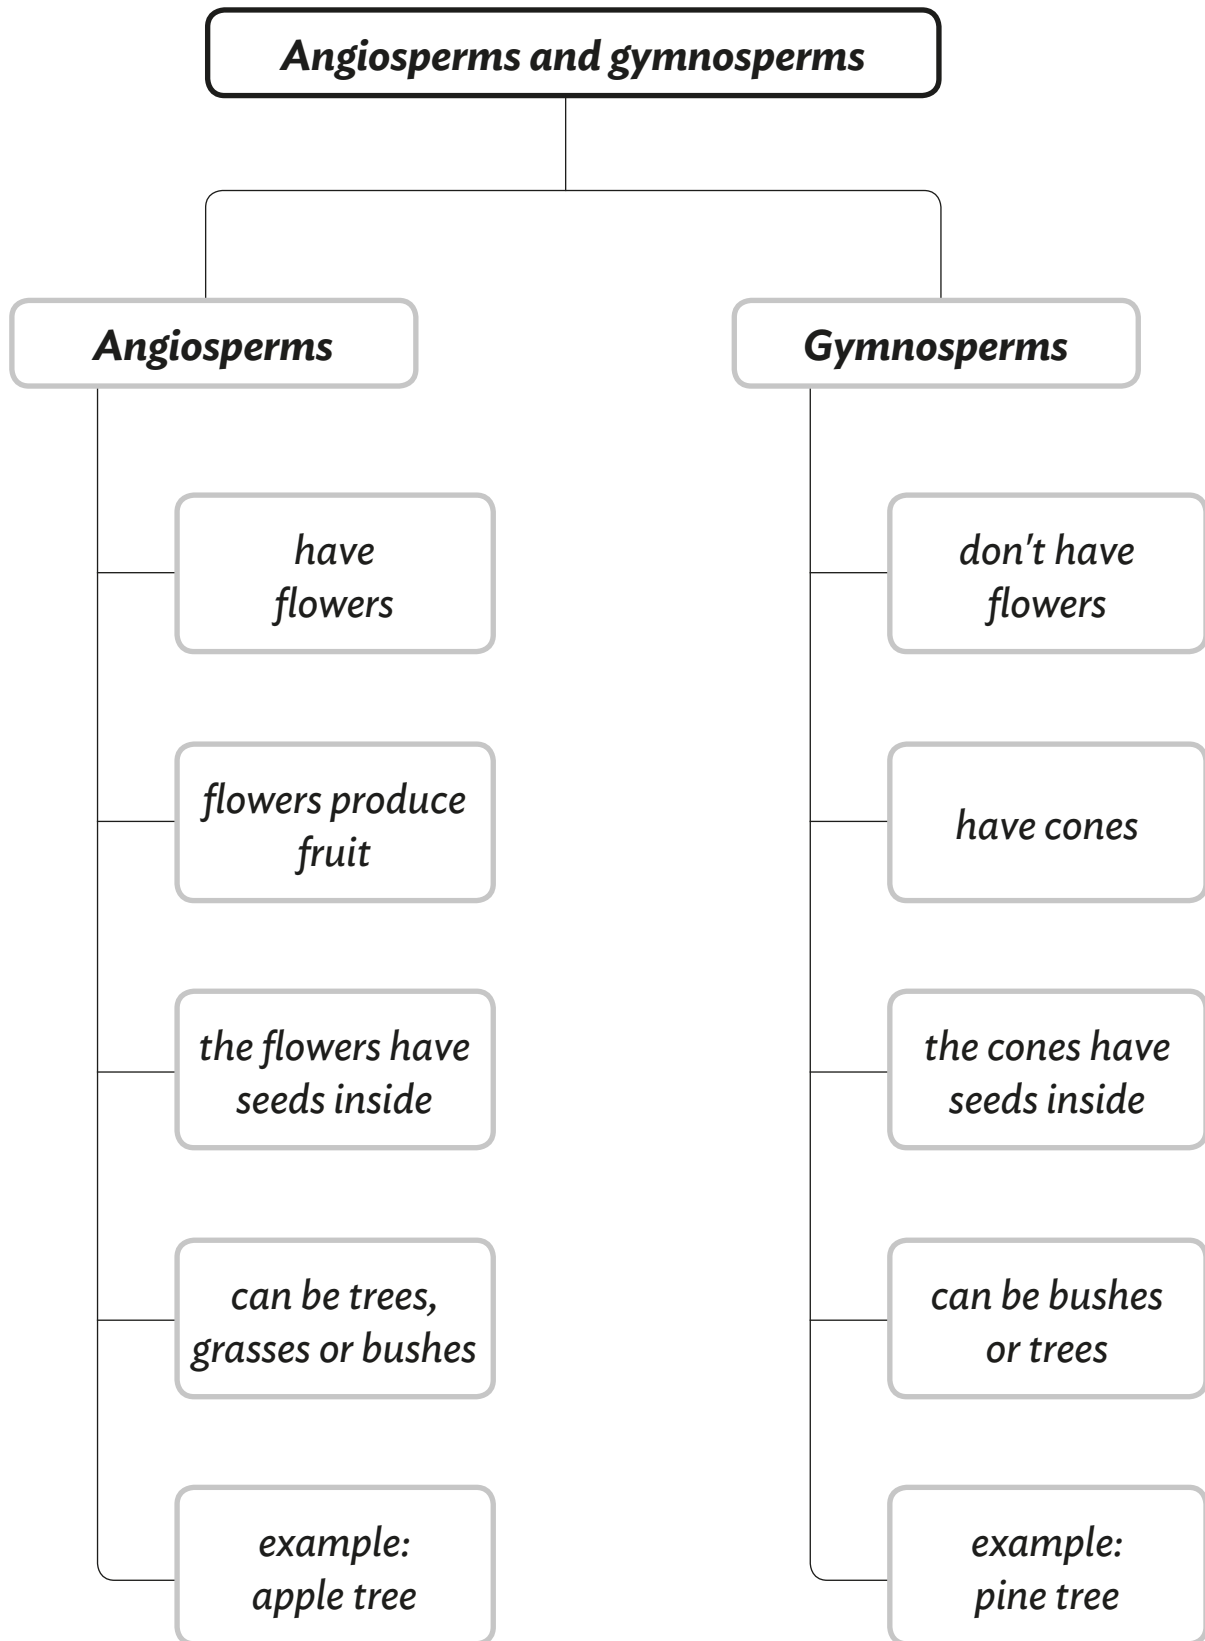 Angiosperms and gymnosperms
Angiosperms
have
flowers
flowers produce
fruit
the flowers have
seeds inside
can be trees,
grasses or bushes
example:
apple tree
Gymnosperms
don't have
flowers
have cones
the cones have
seeds inside
can be bushes
or trees
example:
pine tree